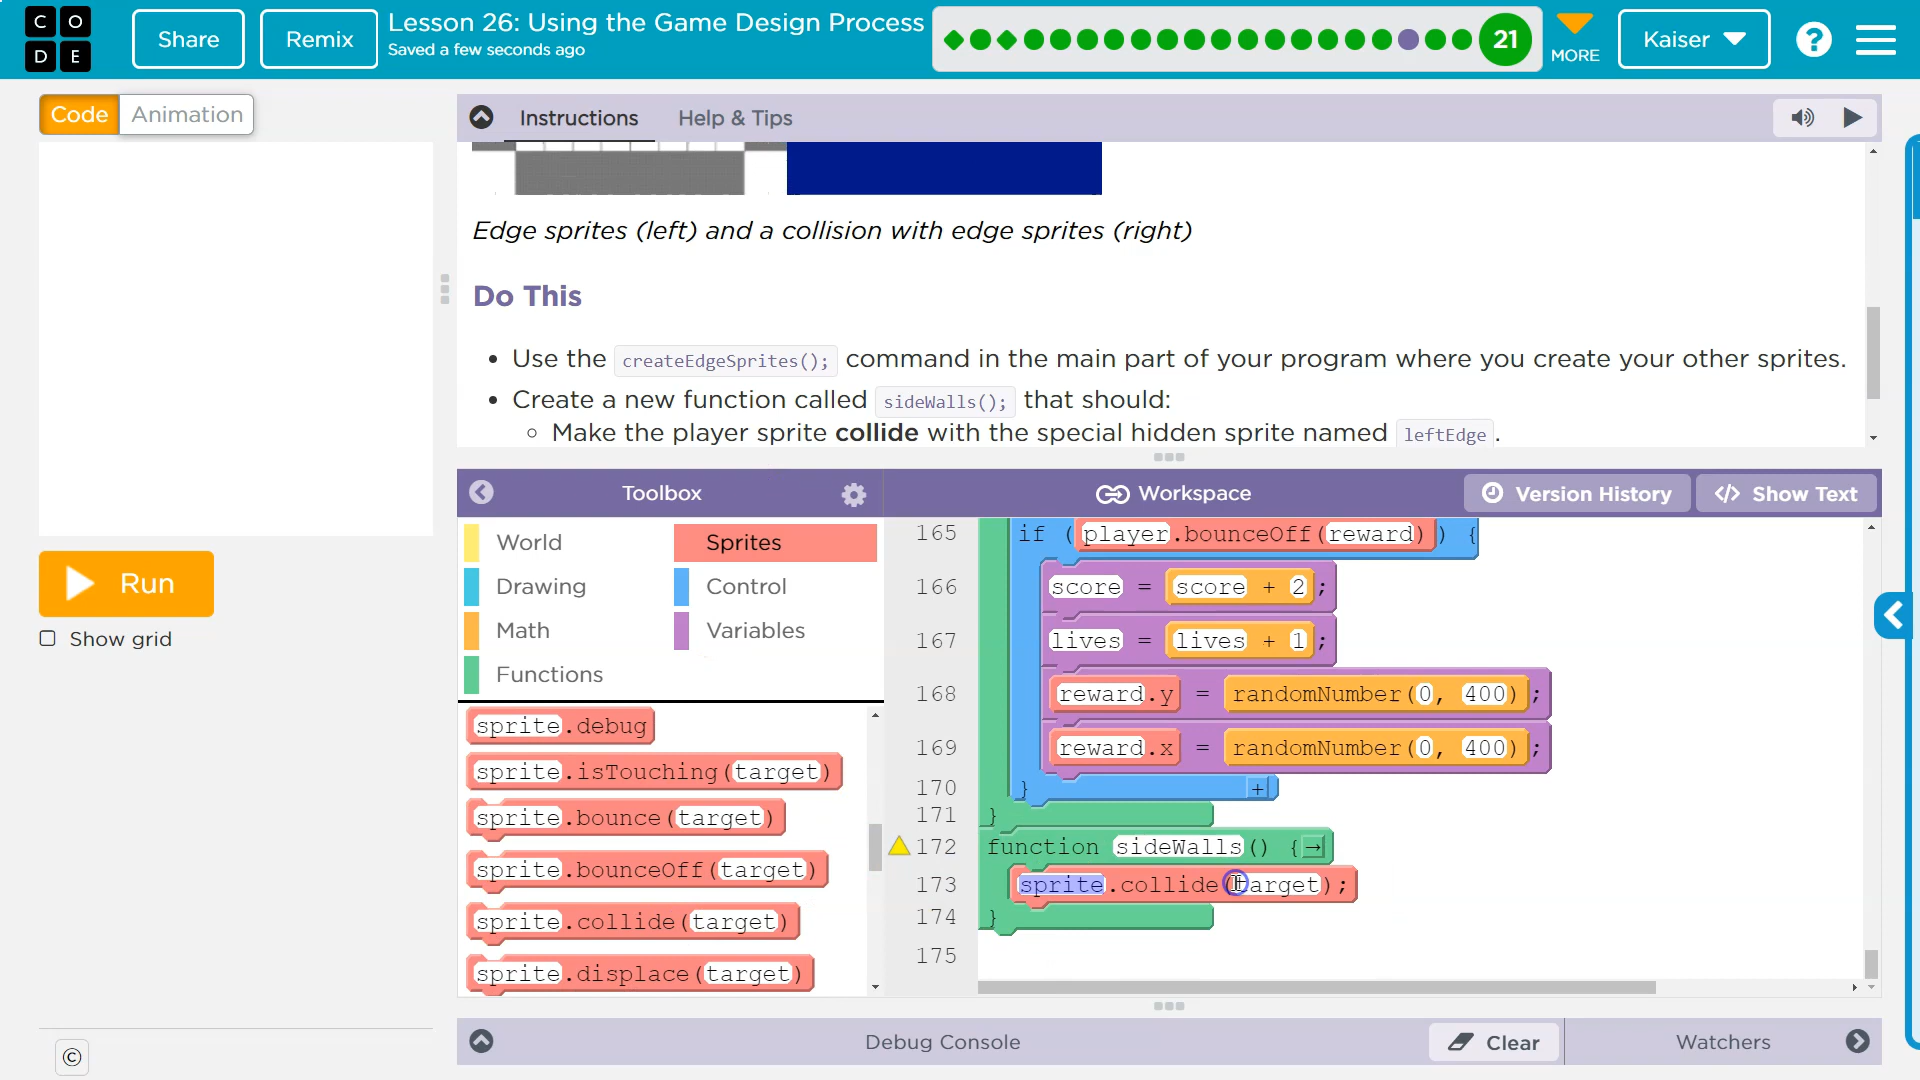 C O
D E
Share
Remix
Lesson 26: Using the Game Design Process
Saved a few seconds ago
21
MORE
Kaiser
?
Code
Animation
Instructions
Help & Tips
Edge sprites (left) and a collision with edge sprites (right)
Do This
• Use the createEdgeSprites(); command in the main part of your program where you create your other sprites.
• Create a new function called sideWalls(); that should:
Make the player sprite collide with the special hidden sprite named leftEdge.
Run
Show grid
©
Toolbox
World
Sprites
Drawing
Control
Math
Variables
Functions
sprite.debug
sprite.isTouching(target)
sprite.bounce(target)
sprite.bounceOff(target)
sprite.collide(target)
sprite.displace(target)
Workspace
Version History
</> Show Text
165 if (player.bounceOff(reward)) {
166 score = score + 2;
167 lives = lives + 1;
168 reward.y = randomNumber(0, 400);
169 reward.x = randomNumber(0, 400);
170 } +
171 }
172 function sideWalls() { →
173 sprite.collide(target);
174 }
175
Debug Console
Clear
Watchers